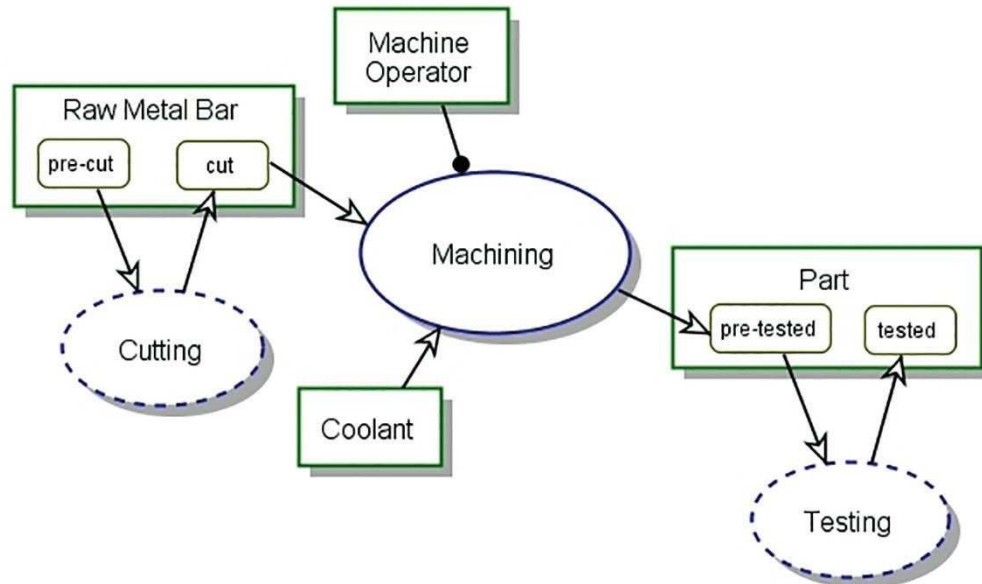 Machine
Operator
Raw Metal Bar
pre-cut
cut
Machining
Cutting
Coolant
Part
pre-tested
tested
Testing